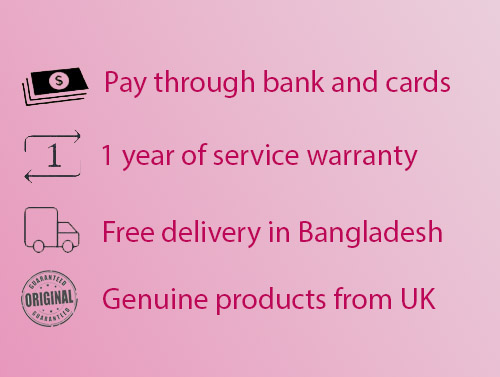 $
Pay through bank and cards
1
1 year of service warranty
Free delivery in Bangladesh
GUARANTEED
ORIGINAL
GUARANTEED
Genuine products from UK